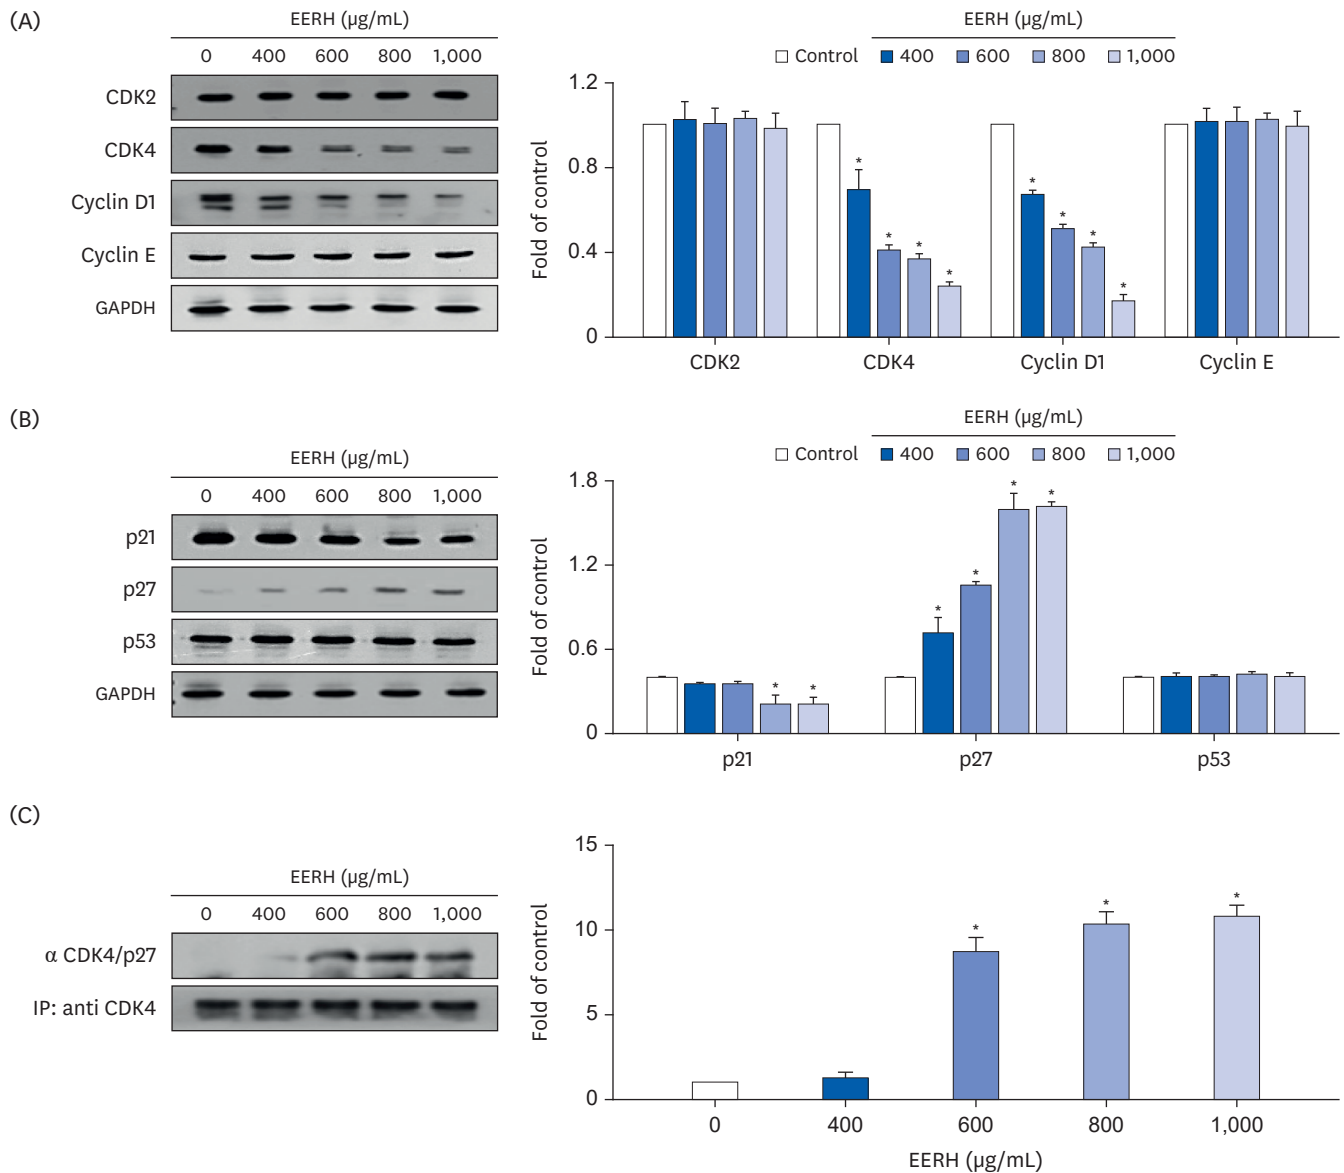 (A)
EERH (µg/mL)
0 400 600 800 1,000
CDK2
CDK4
Cyclin D1
Cyclin E
GAPDH
EERH (µg/mL)
Control 400 600 800 1,000
Fold of control
1.2
0.8
0.4
0
* * * *
* * * *
CDK2 CDK4 Cyclin D1 Cyclin E
(B)
EERH (µg/mL)
0 400 600 800 1,000
p21
p27
p53
GAPDH
EERH (µg/mL)
Control 400 600 800 1,000
Fold of control
1.8
1.2
0.6
0
* *
* * * *
p21 p27 p53
(C)
EERH (µg/mL)
0 400 600 800 1,000
α CDK4/p27
IP: anti CDK4
Fold of control
15
10
5
0
* * *
0 400 600 800 1,000
EERH (µg/mL)